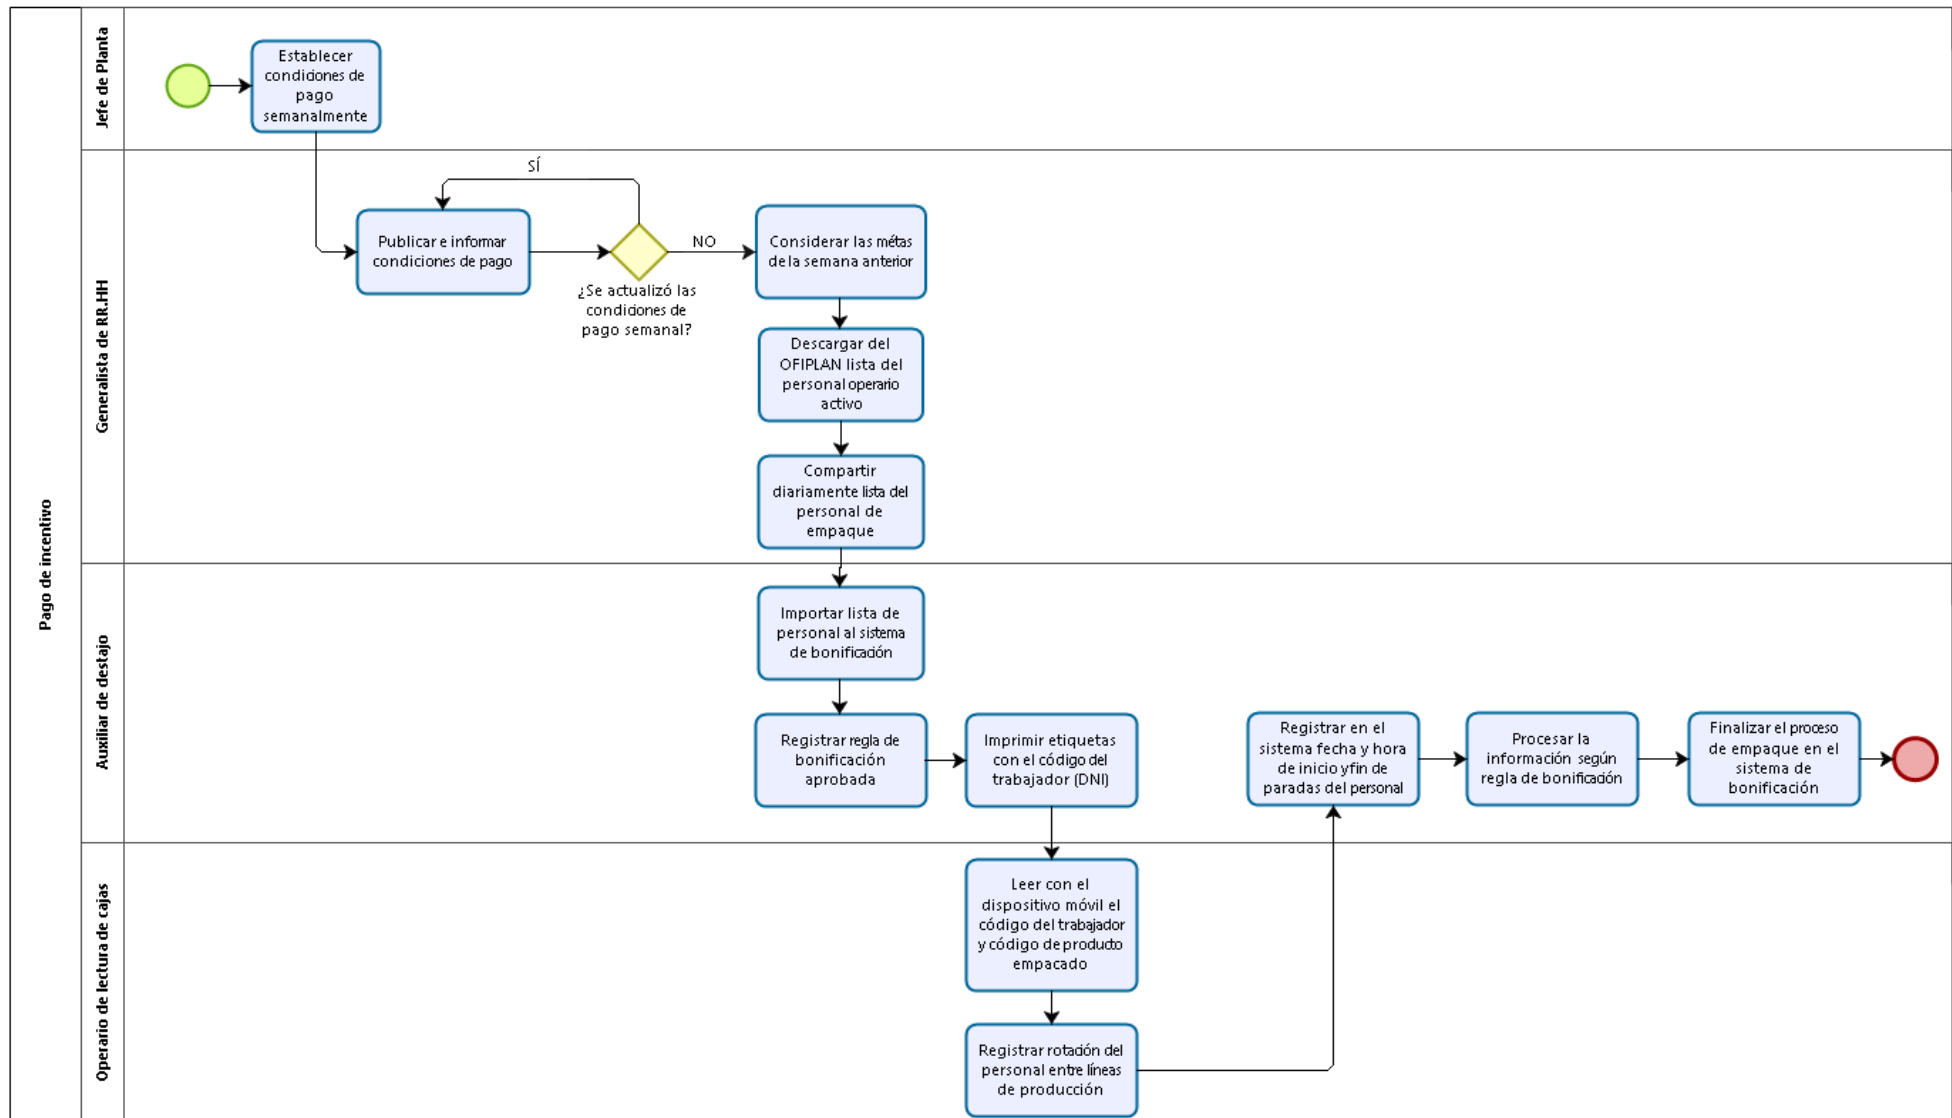 Pago de incentivo
Jefe de Planta
Establecer
condiciones de
pago
semanalmente
Generalista de RR.HH
SÍ
Publicar e informar
condiciones de pago
¿Se actualizó las
condiciones de
pago semanal?
NO
Considerar las métas
de la semana anterior
Descargar del
OFIPLAN lista del
personal operario
activo
Compartir
diariamente lista del
personal de
empaque
Auxiliar de destajo
Importar lista de
personal al sistema
de bonificación
Registrar regla de
bonificación
aprobada
Imprimir etiquetas
con el código del
trabajador (DNI)
Registrar en el
sistema fecha y hora
de inicio y fin de
paradas del personal
Procesar la
información según
regla de bonificación
Finalizar el proceso
de empaque en el
sistema de
bonificación
Operario de lectura de cajas
Leer con el
dispositivo móvil el
código del trabajador
y código de producto
empacado
Registrar rotación del
personal entre líneas
de producción